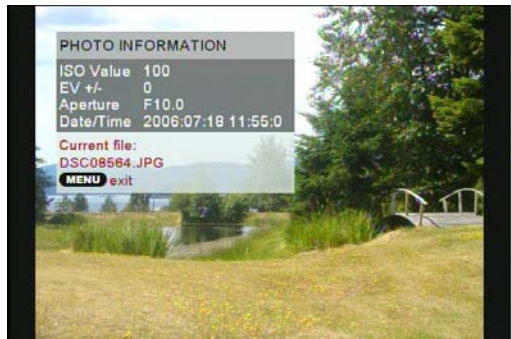 PHOTO INFORMATION
ISO Value 100
EV +/- 0
Aperture F10.0
Date/Time 2006:07:18 11:55:0
Current file:
DSC08564.JPG
MENU exit